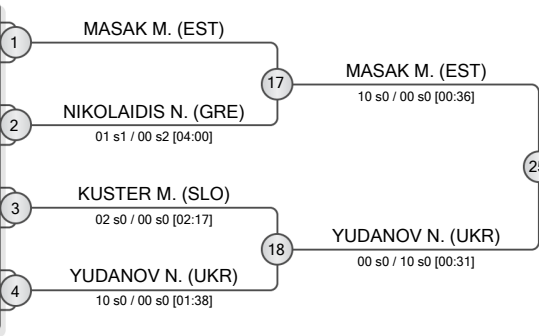 1
MASAK M. (EST)
17
MASAK M. (EST)
10 s0 / 00 s0 [00:36]
2
NIKOLAIDIS N. (GRE)
01 s1 / 00 s2 [04:00]
25
3
KUSTER M. (SLO)
02 s0 / 00 s0 [02:17]
18
YUDANOV N. (UKR)
00 s0 / 10 s0 [00:31]
4
YUDANOV N. (UKR)
10 s0 / 00 s0 [01:38]